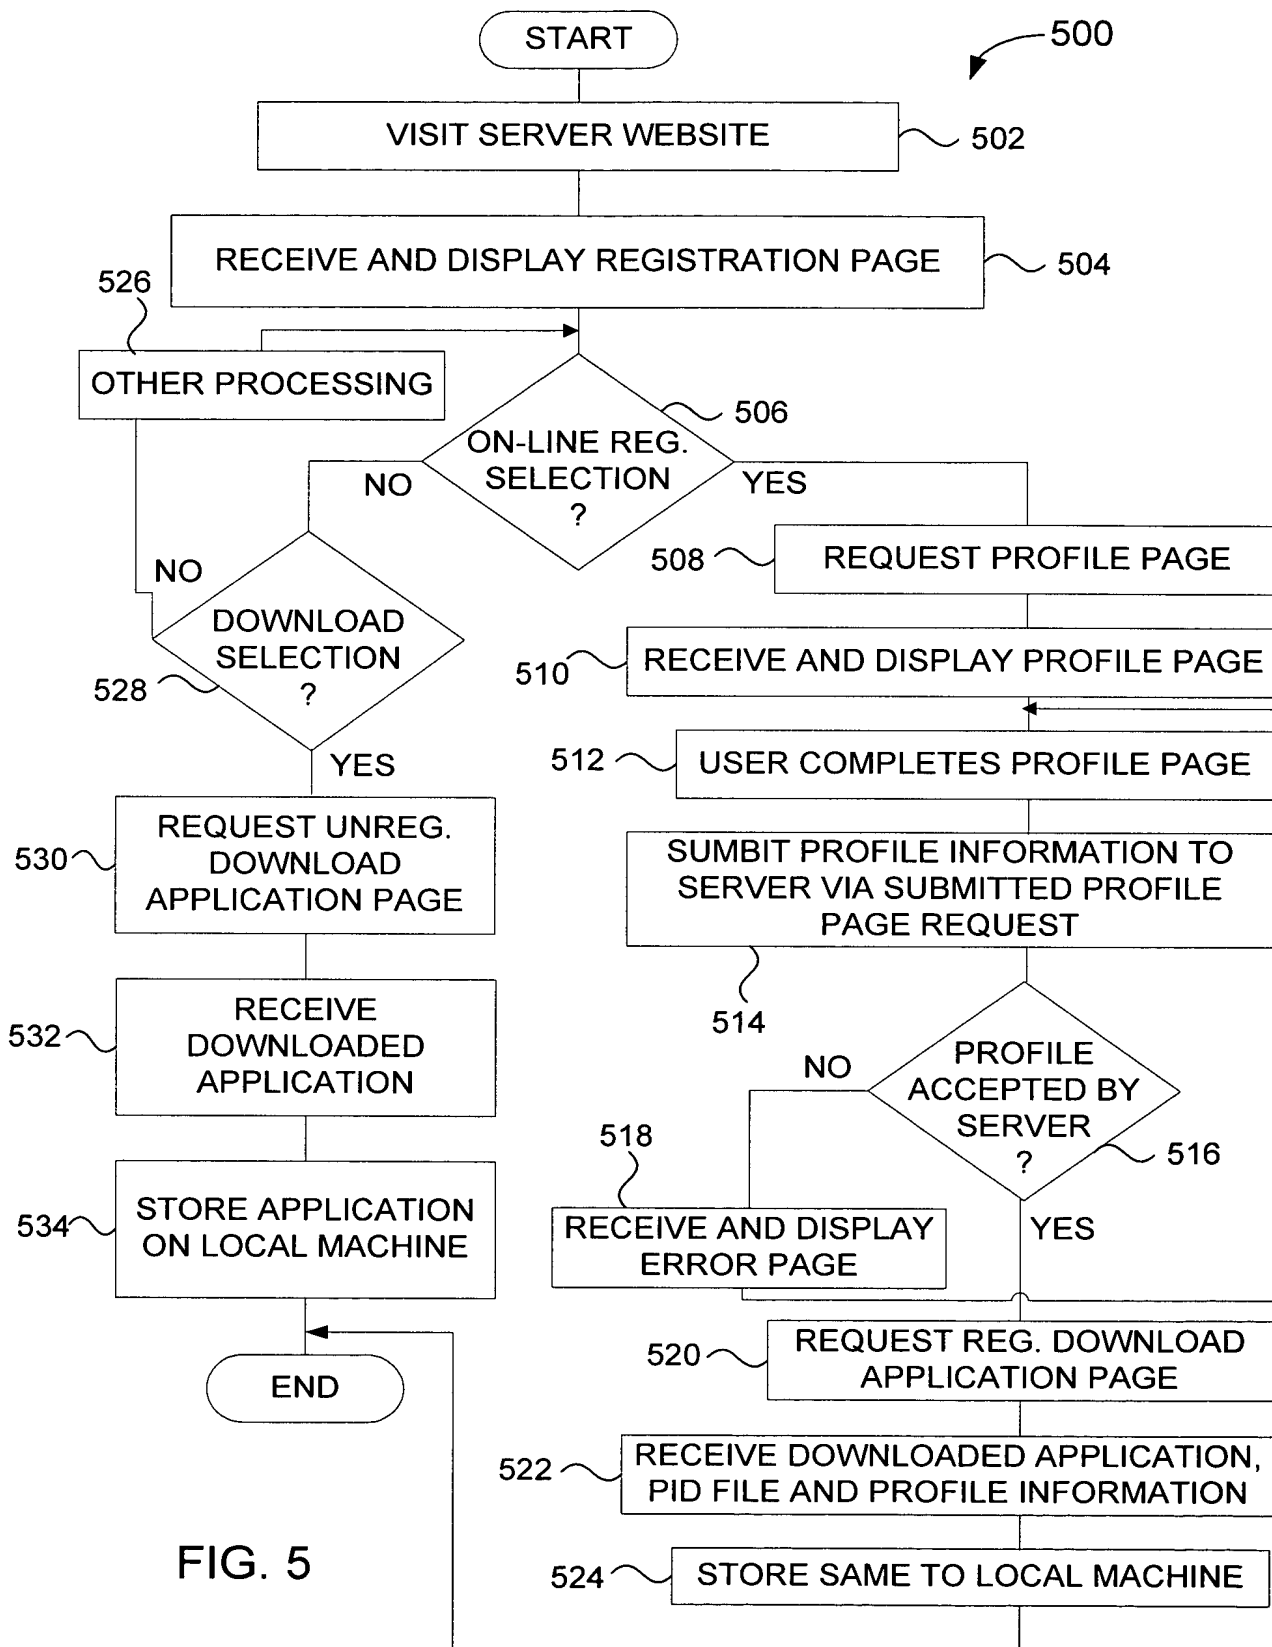 START
500
VISIT SERVER WEBSITE
502
RECEIVE AND DISPLAY REGISTRATION PAGE
504
526
OTHER PROCESSING
506
ON-LINE REG.
SELECTION
?
NO
YES
508
REQUEST PROFILE PAGE
NO
DOWNLOAD
SELECTION
?
528
510
RECEIVE AND DISPLAY PROFILE PAGE
YES
512
USER COMPLETES PROFILE PAGE
530
REQUEST UNREG.
DOWNLOAD
APPLICATION PAGE
SUMBIT PROFILE INFORMATION TO
SERVER VIA SUBMITTED PROFILE
PAGE REQUEST
514
532
RECEIVE
DOWNLOADED
APPLICATION
NO
PROFILE
ACCEPTED BY
SERVER
?
516
518
534
STORE APPLICATION
ON LOCAL MACHINE
RECEIVE AND DISPLAY
ERROR PAGE
YES
520
REQUEST REG. DOWNLOAD
APPLICATION PAGE
END
522
RECEIVE DOWNLOADED APPLICATION,
PID FILE AND PROFILE INFORMATION
524
STORE SAME TO LOCAL MACHINE
FIG. 5